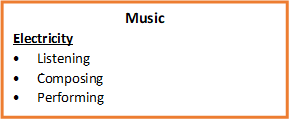 Music
Electricity
• Listening
• Composing
• Performing